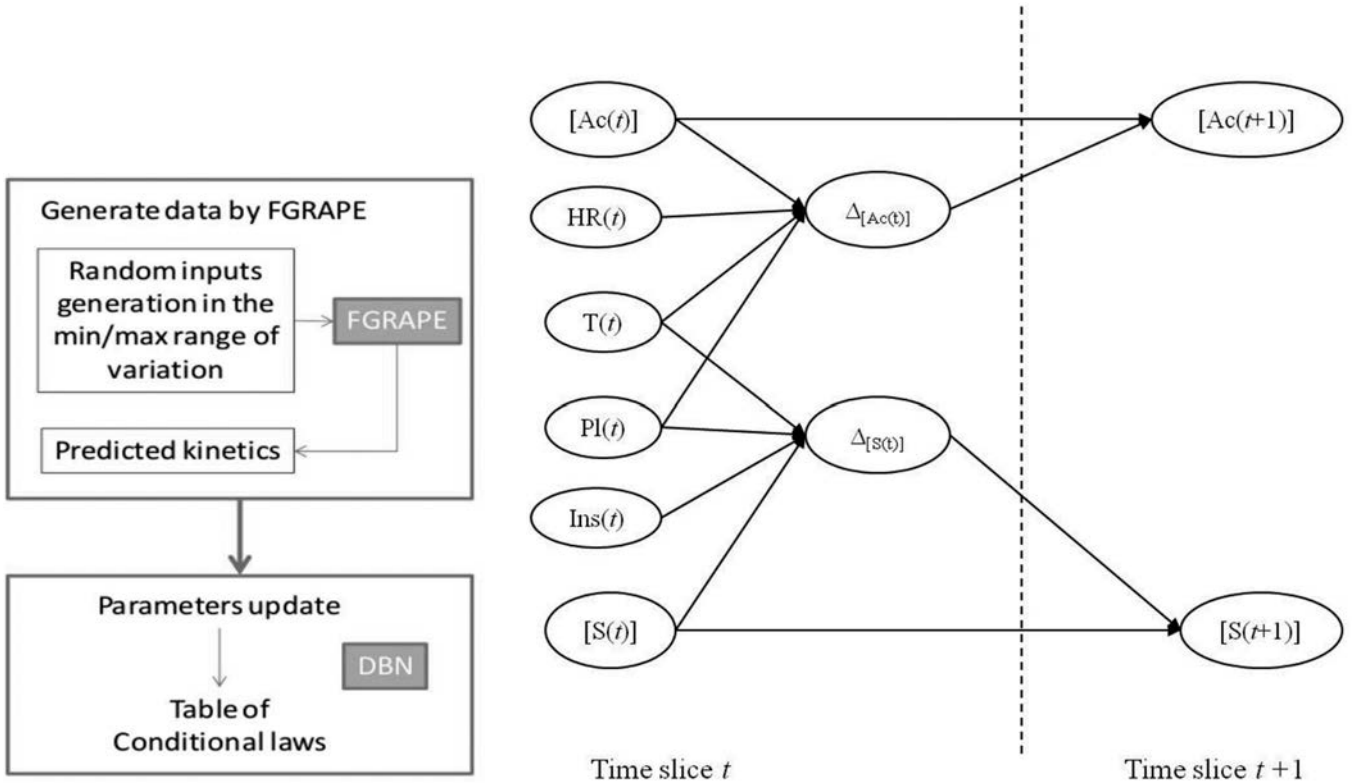 Generate data by FGRAPE
Random inputs
generation in the
min/max range of
variation
FGRAPE
Predicted kinetics
Parameters update
DBN
Table of
Conditional laws
[Ac(t)]
HR(t)
T(t)
Pl(t)
Ins(t)
[S(t)]
Δ[Ac(t)]
Δ[S(t)]
[Ac(t+1)]
[S(t+1)]
Time slice t
Time slice t +1